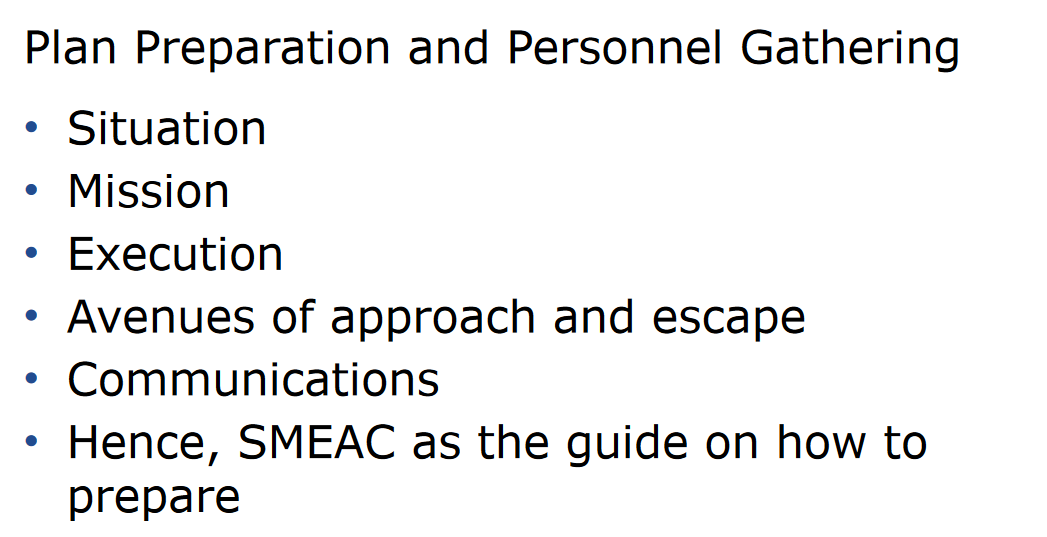 Plan Preparation and Personnel Gathering
• Situation
• Mission
• Execution
• Avenues of approach and escape
• Communications
• Hence, SMEAC as the guide on how to
prepare